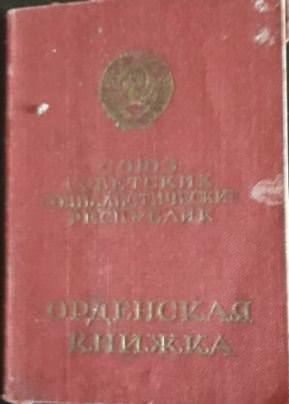 СОЮЗ
СОВЕТСКИХ
СОЦИАЛИСТИЧЕСКИХ
РЕСПУБЛИК
ОРДЕНСКАЯ
КНИЖКА